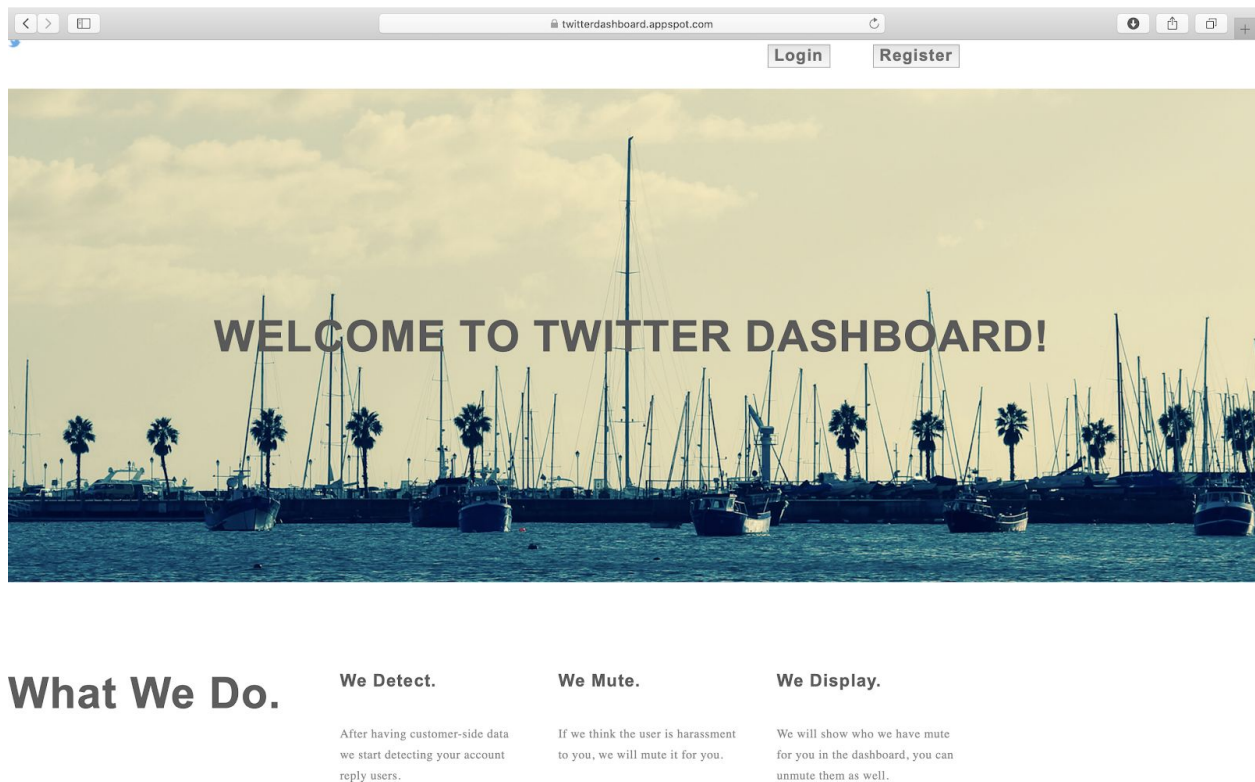 twitterdashboard.appspot.com
Login
Register
WELCOME TO TWITTER DASHBOARD!
What We Do.
We Detect.
After having customer-side data
we start detecting your account
reply users.
We Mute.
If we think the user is harassment
to you, we will mute it for you.
We Display.
We will show who we have mute
for you in the dashboard, you can
unmute them as well.